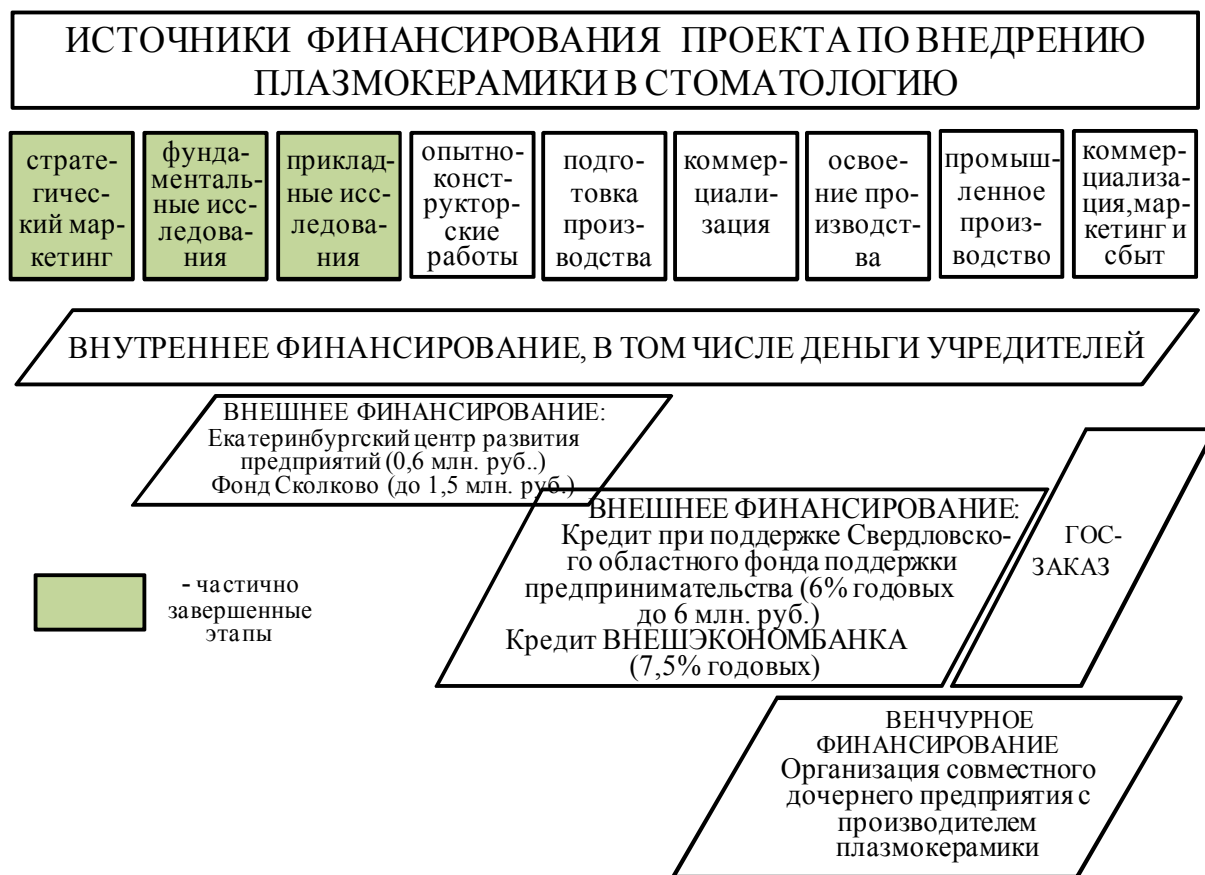 ИСТОЧНИКИ ФИНАНСИРОВАНИЯ ПРОЕКТА ПО ВНЕДРЕНИЮ
ПЛАЗМОКЕРАМИКИ В СТОМАТОЛОГИЮ
страте-
гичес-
кий мар-
кетинг
фунда-
менталь-
ные исс-
ледова-
ния
приклад-
ные исс-
ледова-
ния
опытно-
конст-
руктор-
ские
работы
подго-
товка
произ-
водства
коммер-
циали-
зация
освое-
ние про-
изводст-
ва
промыш-
ленное
произ-
водство
коммер-
циализа-
ция,мар-
кетинг и
сбыт
ВНУТРЕННЕЕ ФИНАНСИРОВАНИЕ, В ТОМ ЧИСЛЕ ДЕНЬГИ УЧРЕДИТЕЛЕЙ
ВНЕШНЕЕ ФИНАНСИРОВАНИЕ:
Екатеринбургский центр развития
предприятий (0,6 млн. руб..)
Фонд Сколково (до 1,5 млн. руб.)
ВНЕШНЕЕ ФИНАНСИРОВАНИЕ:
Кредит при поддержке Свердловско-
го областного фонда поддержки
предпринимательства (6% годовых
до 6 млн. руб.)
Кредит ВНЕШЭКОНОМБАНКА
(7,5% годовых)
ГОС-
ЗАКАЗ
- частично
завершенные
этапы
ВЕНЧУРНОЕ
ФИНАНСИРОВАНИЕ
Организация совместного
дочернего предприятия с
производителем
плазмокерамики